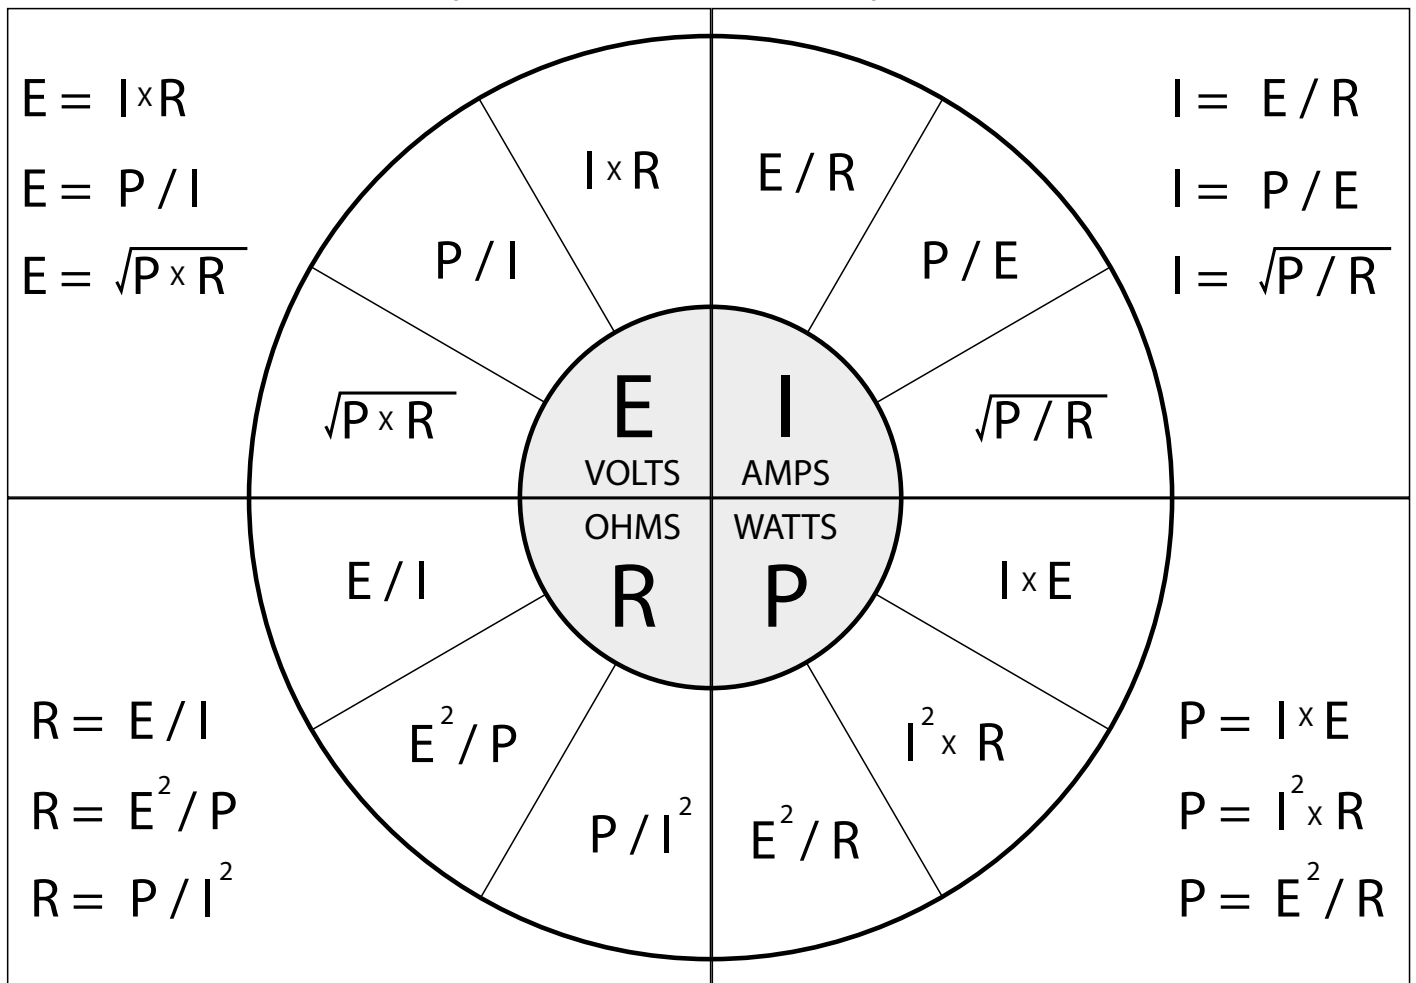 E = I x R
E = P / I
E = √P x R
I = E / R
I = P / E
I = √P / R
I x R
E / R
P / I
P / E
√P x R
√P / R
E
VOLTS
I
AMPS
OHMS
R
WATTS
P
E / I
I x E
E² / P
I² x R
P / I²
E² / R
R = E / I
R = E² / P
R = P / I²
P = I x E
P = I² x R
P = E² / R